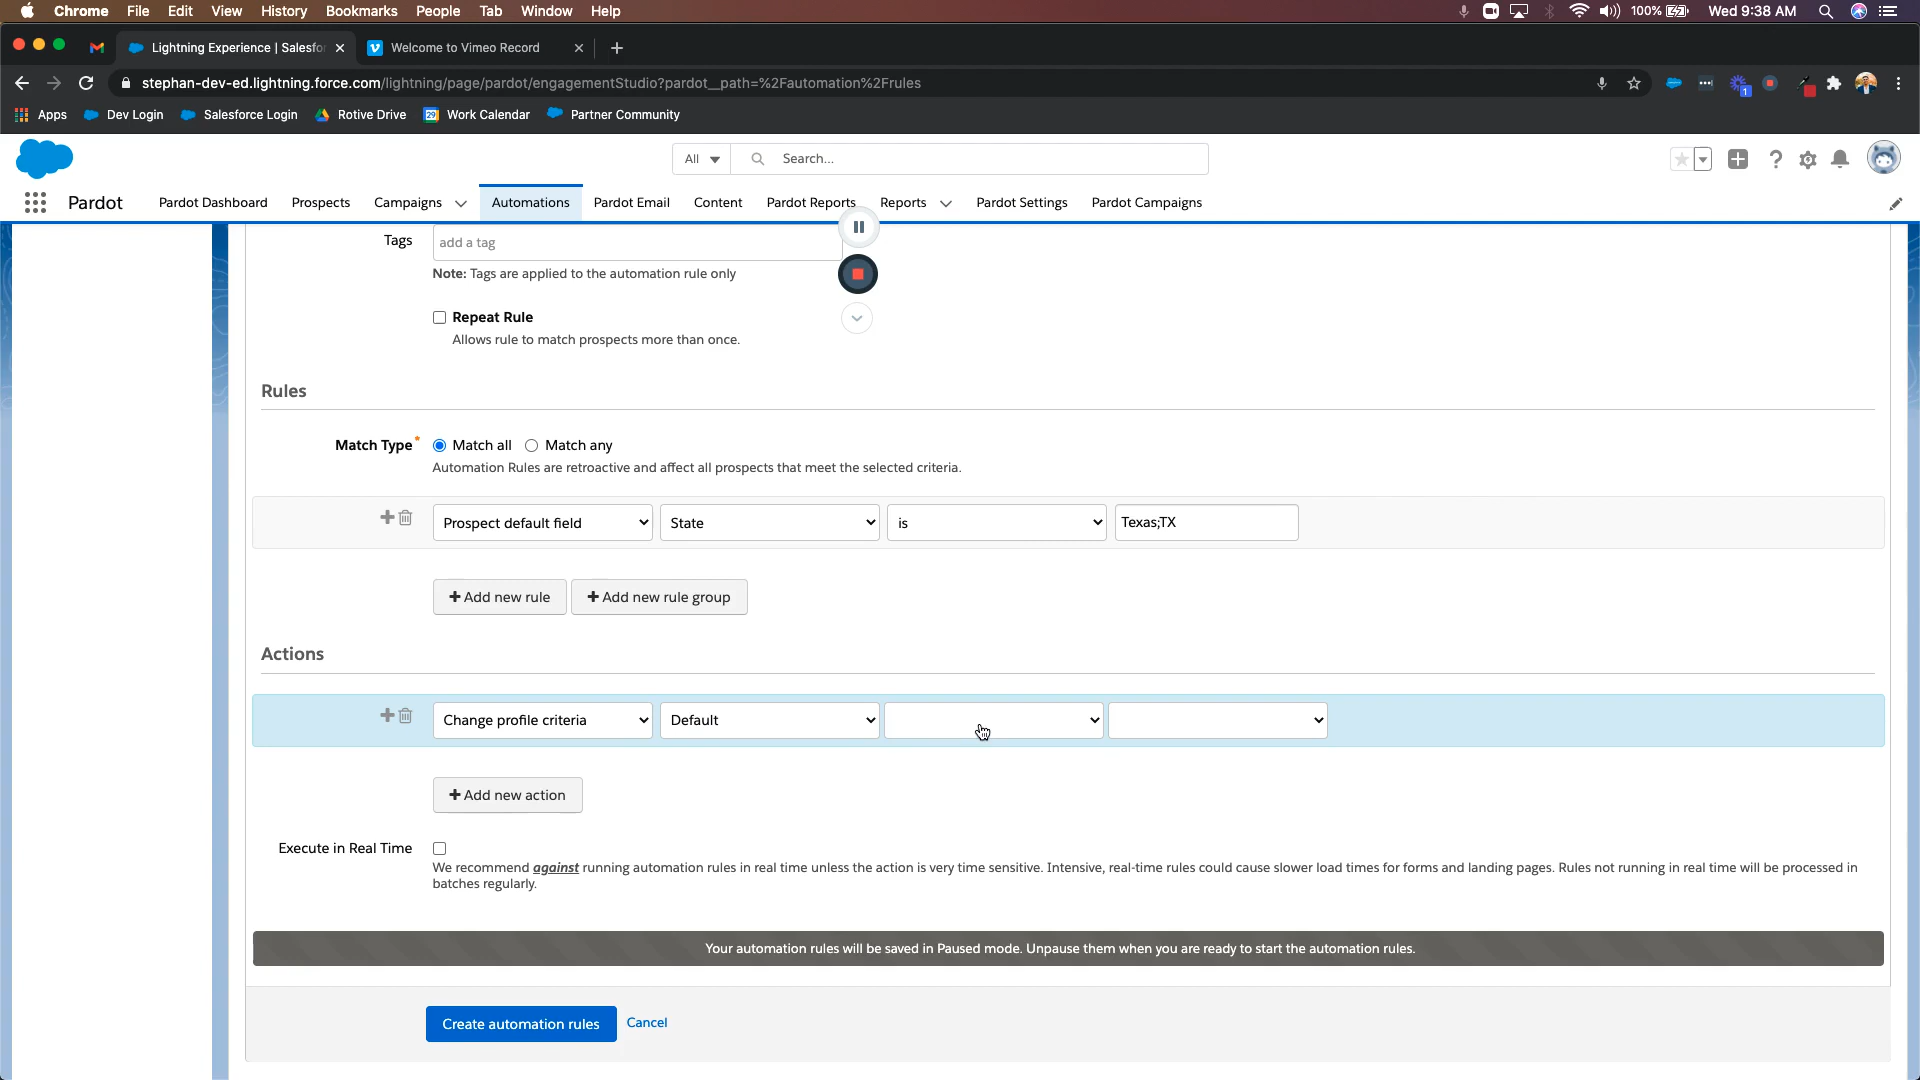 Chrome File Edit View History Bookmarks People Tab Window Help 100% Wed 9:38 AM
Lightning Experience | Salesfo Welcome to Vimeo Record
stephan-dev-ed.lightning.force.com/lightning/page/pardot/engagementStudio?pardot__path=%2Fautomation%2Frules 1
Apps Dev Login Salesforce Login Rotive Drive 29 Work Calendar Partner Community
All Search...
Pardot Pardot Dashboard Prospects Campaigns Automations Pardot Email Content Pardot Reports Reports Pardot Settings Pardot Campaigns
Tags add a tag
Note: Tags are applied to the automation rule only
Repeat Rule
Allows rule to match prospects more than once.
Rules
Match Type* Match all Match any
Automation Rules are retroactive and affect all prospects that meet the selected criteria.
Prospect default field State is Texas;TX
+ Add new rule + Add new rule group
Actions
Change profile criteria Default
+ Add new action
Execute in Real Time
We recommend against running automation rules in real time unless the action is very time sensitive. Intensive, real-time rules could cause slower load times for forms and landing pages. Rules not running in real time will be processed in
batches regularly.
Your automation rules will be saved in Paused mode. Unpause them when you are ready to start the automation rules.
Create automation rules Cancel